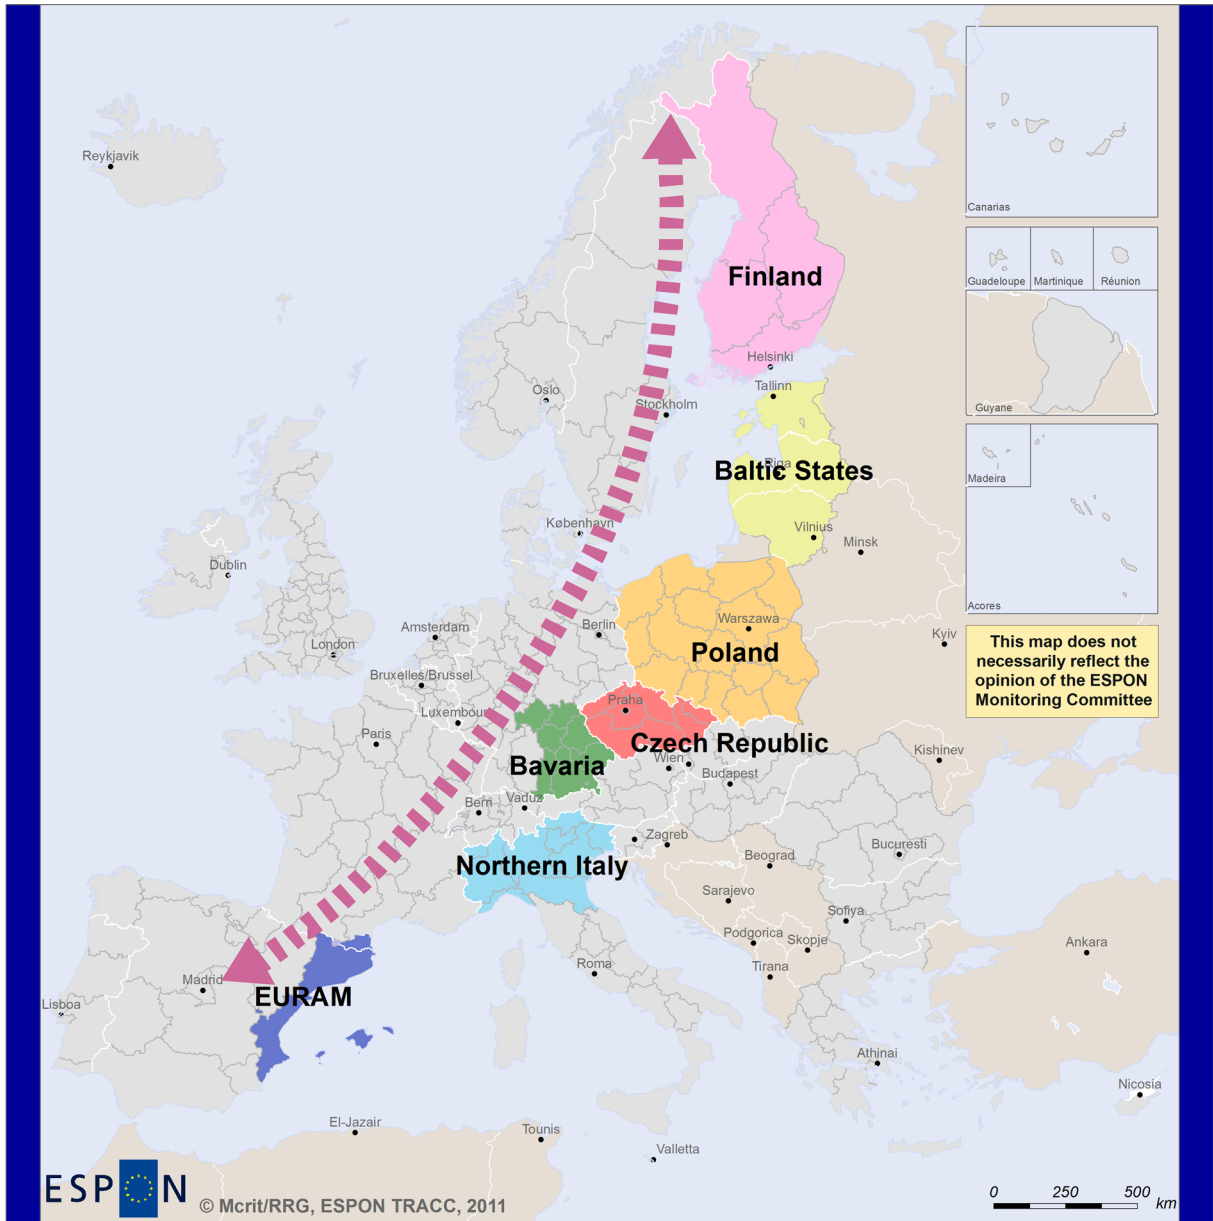 Reykjavik
Canarias
Guadeloupe
Martinique
Réunion
Finland
Helsinki
Guyane
Oslo
Tallinn
Stockholm
Riga
Baltic States
Madeira
København
Vilnius
Minsk
Dublin
Acores
Amsterdam
Berlin
Warszawa
Kyiv
London
Poland
This map does not
necessarily reflect the
opinion of the ESPON
Monitoring Committee
Bruxelles/Brussel
Praha
Luxembour
Paris
Czech Republic
Kishinev
Wien
Bavaria
Budapest
Bern
Vaduz
Zagreb
Bucuresti
Beograd
Northern Italy
Sarajevo
Sofiya
Podgorica
Skopje
Ankara
Roma
Tirana
Madrid
EURAM
Lisboa
Athinai
Nicosia
El-Jazair
Tounis
Valletta
ESPON
© Mcrit/RRG, ESPON TRACC, 2011
0 250 500 km